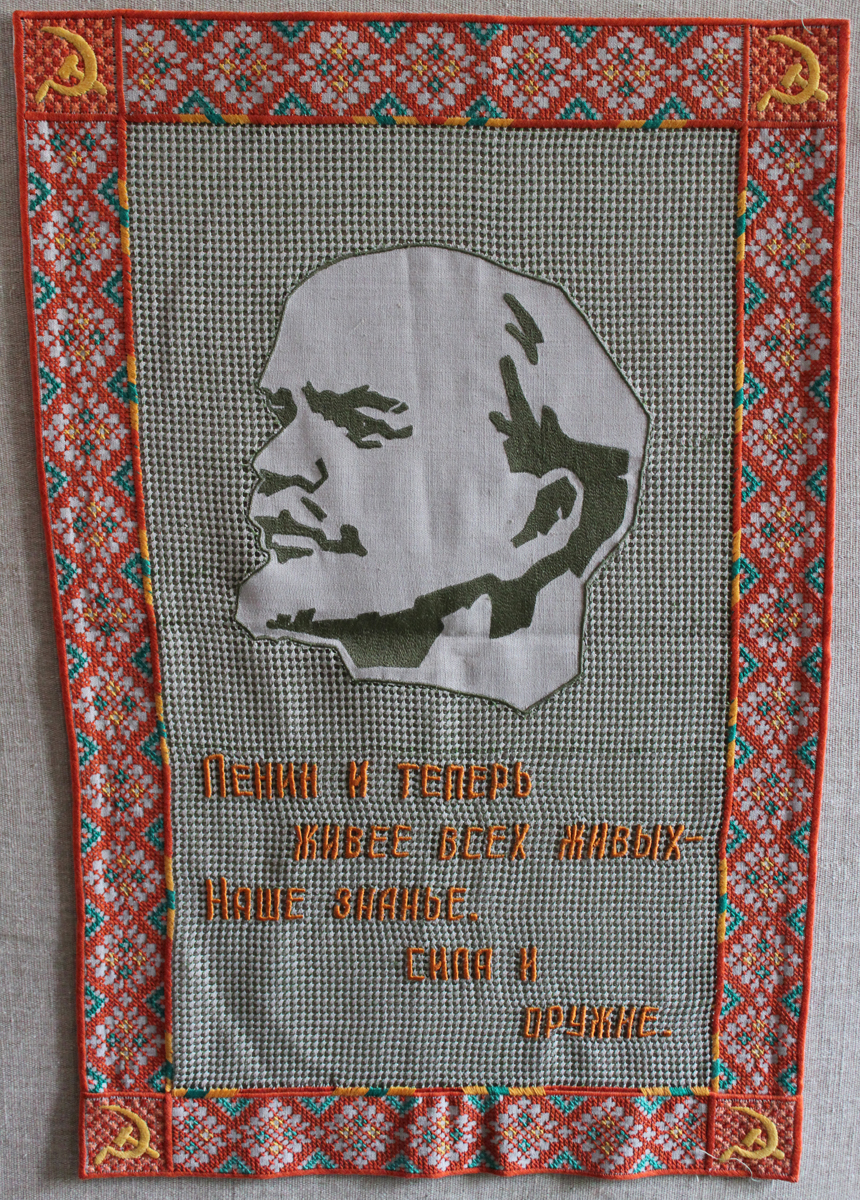 Ленин и теперь
живее всех живых-
Наше знанье.
сила и
оружие.